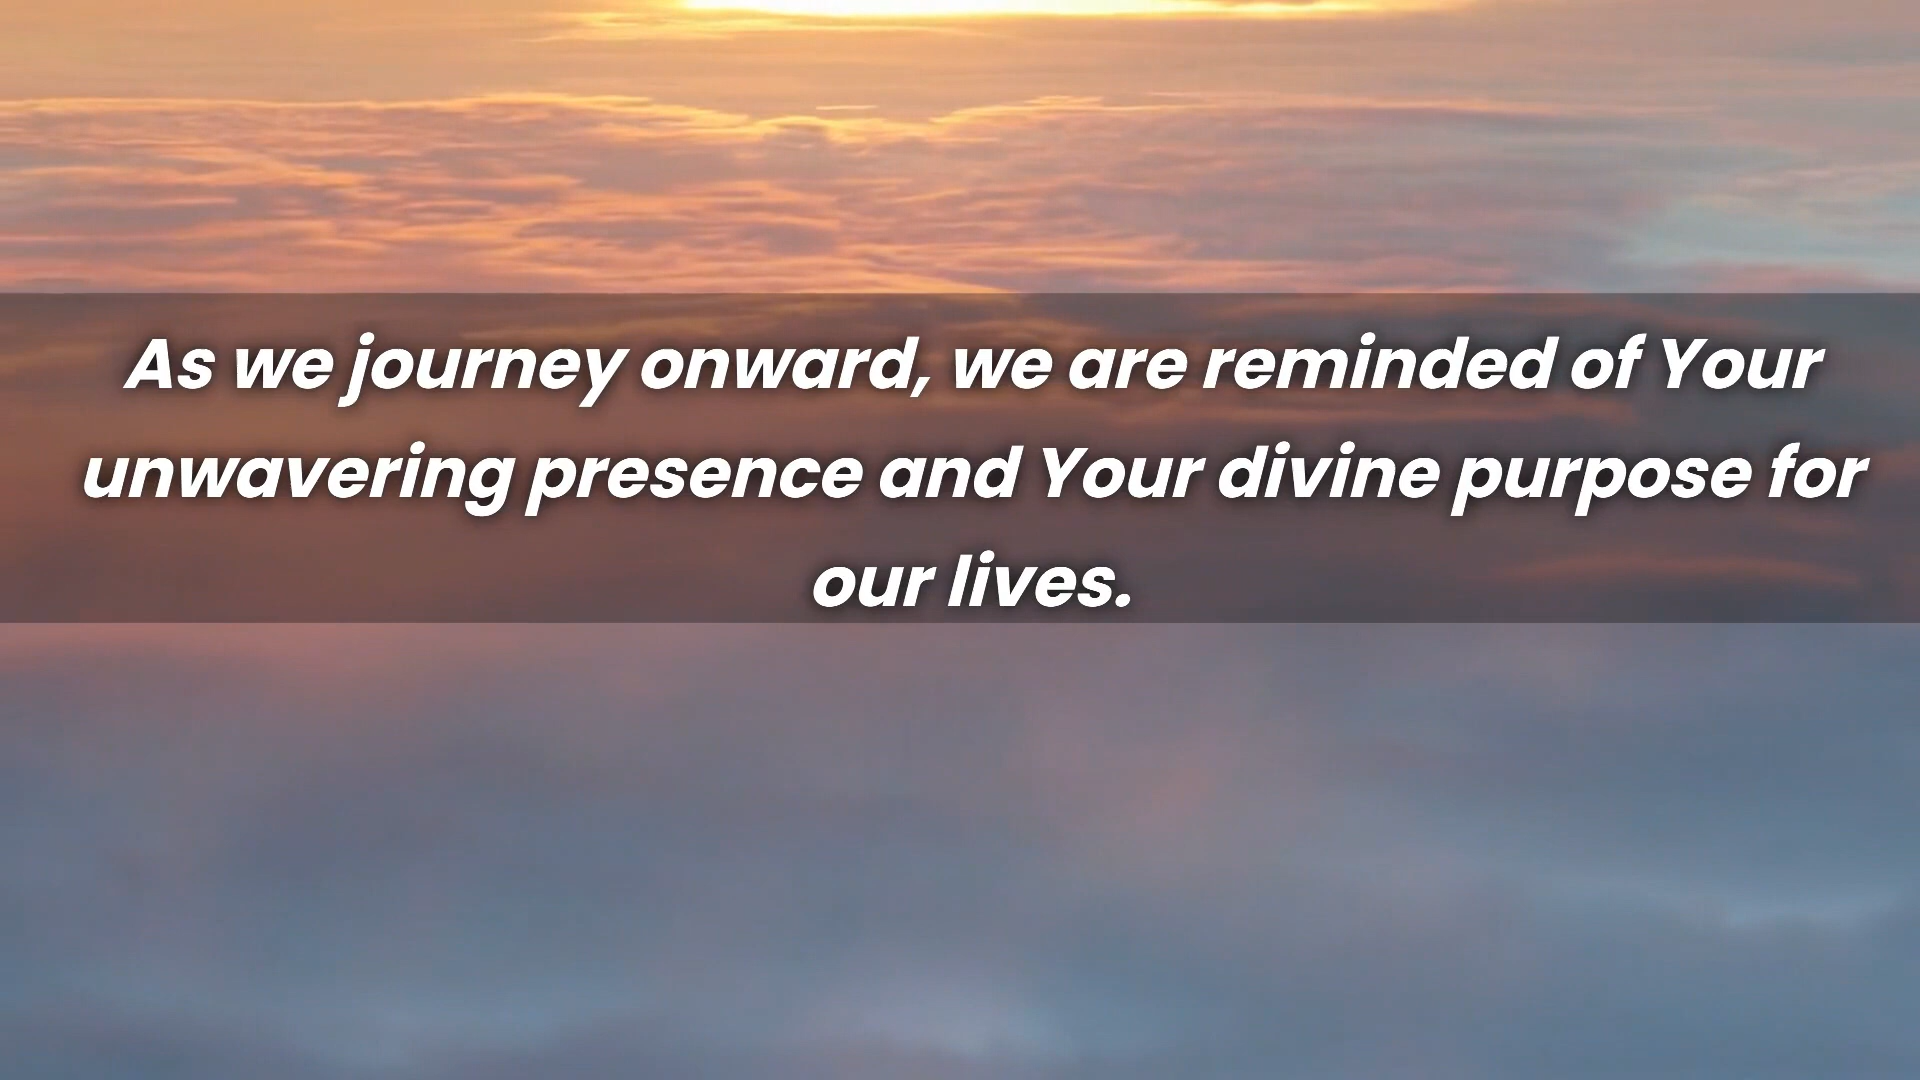 As we journey onward, we are reminded of Your
unwavering presence and Your divine purpose for
our lives.